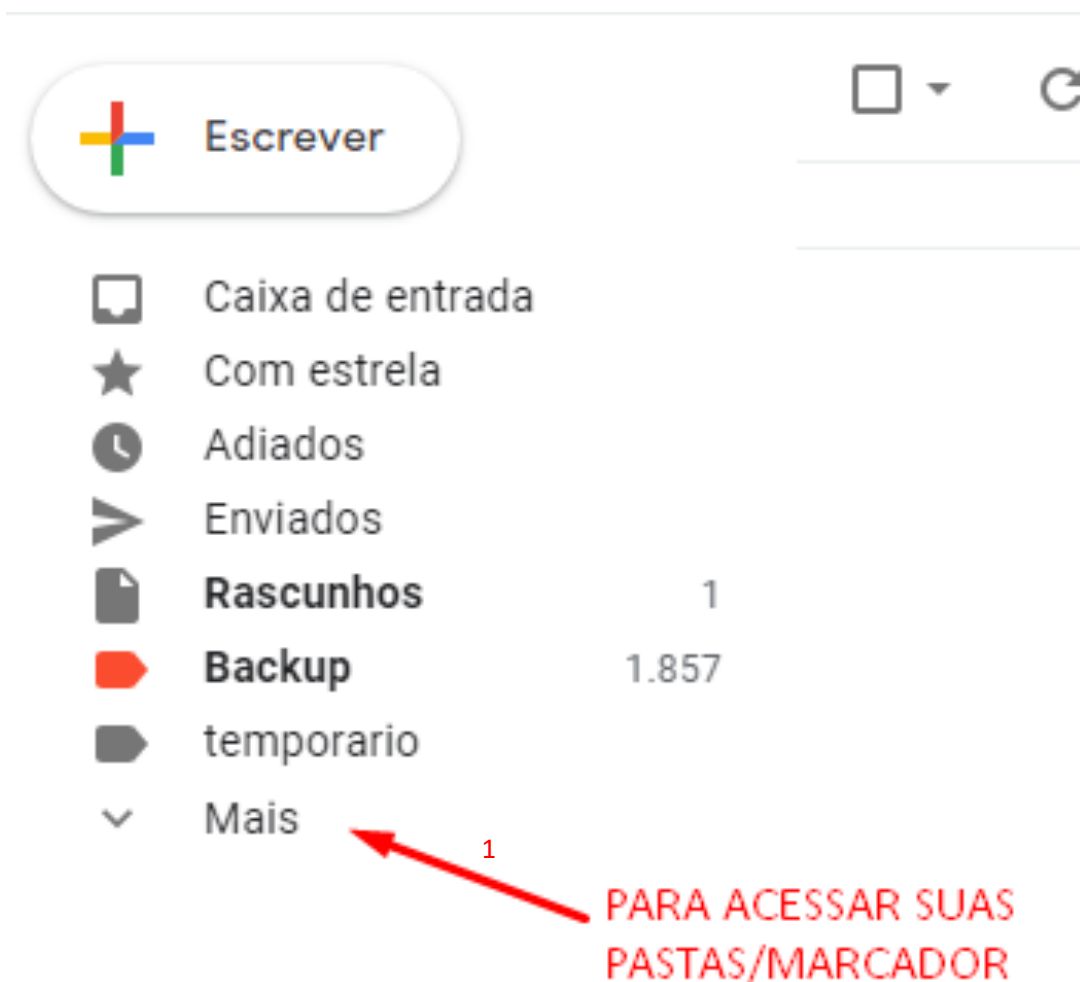 Escrever
Caixa de entrada
Com estrela
Adiados
Enviados
Rascunhos 1
Backup 1.857
temporario
Mais
1
PARA ACESSAR SUAS
PASTAS/MARCADOR